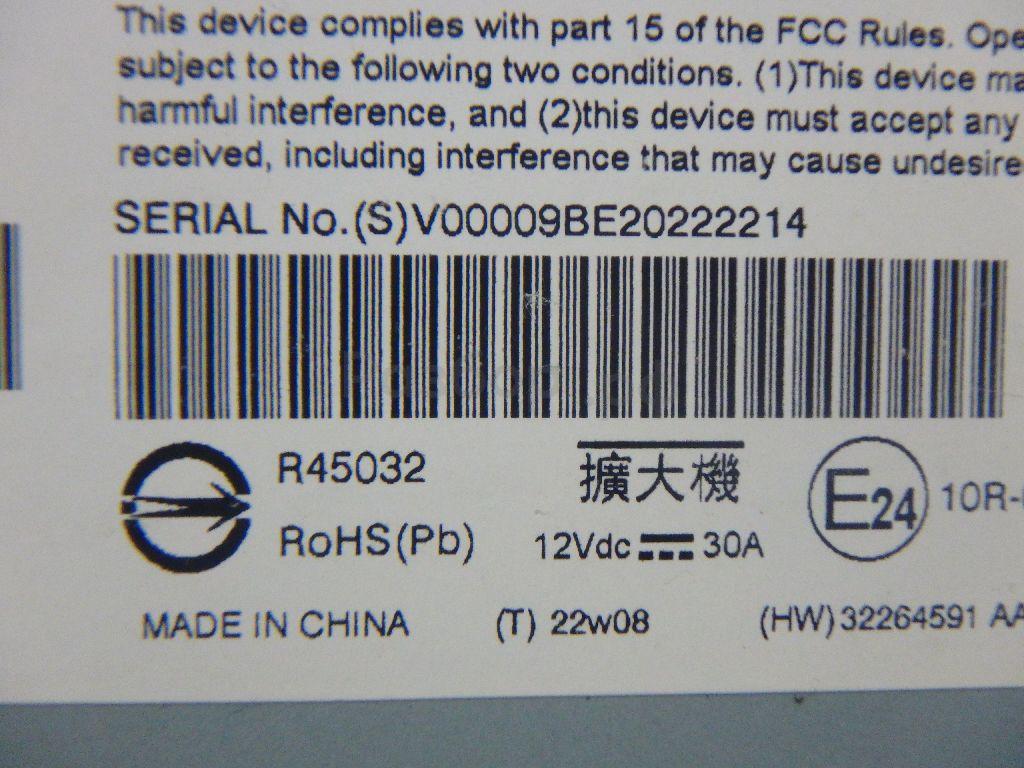 This device complies with part 15 of the FCC Rules. Ope
subject to the following two conditions. (1)This device ma
harmful interference, and (2)this device must accept any
received, including interference that may cause undesire
SERIAL No.(S)V00009BE20222214
R45032
擴大機
E24
10R-
RoHS(Pb)
12Vdc 30A
MADE IN CHINA
(T) 22w08
(HW)32264591 AA